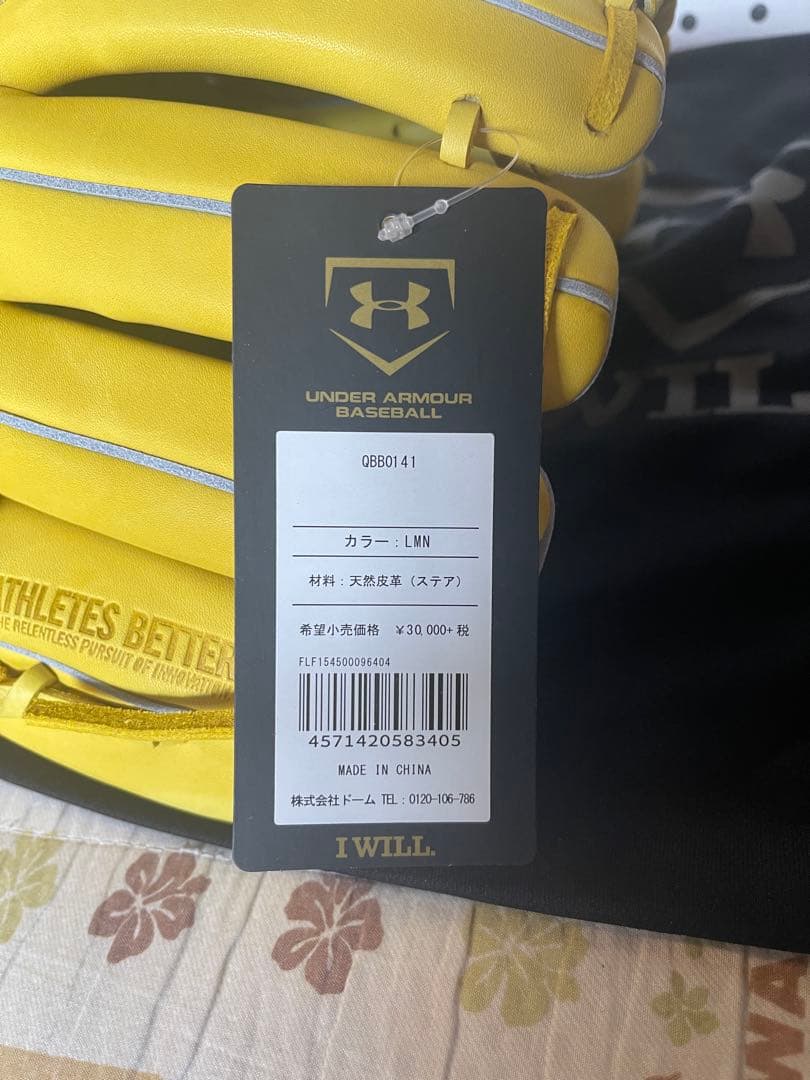 UNDER ARMOUR
BASEBALL
QBB0141
カラー：LMN
材料：天然皮革（ステア）
希望小売価格 ￥30,000+税
FLF154500096404
4571420583405
MADE IN CHINA
株式会社ドーム TEL：0120-106-786
I WILL.
ATHLETES BETTER
THE RELENTLESS PURSUIT OF INNOVATION